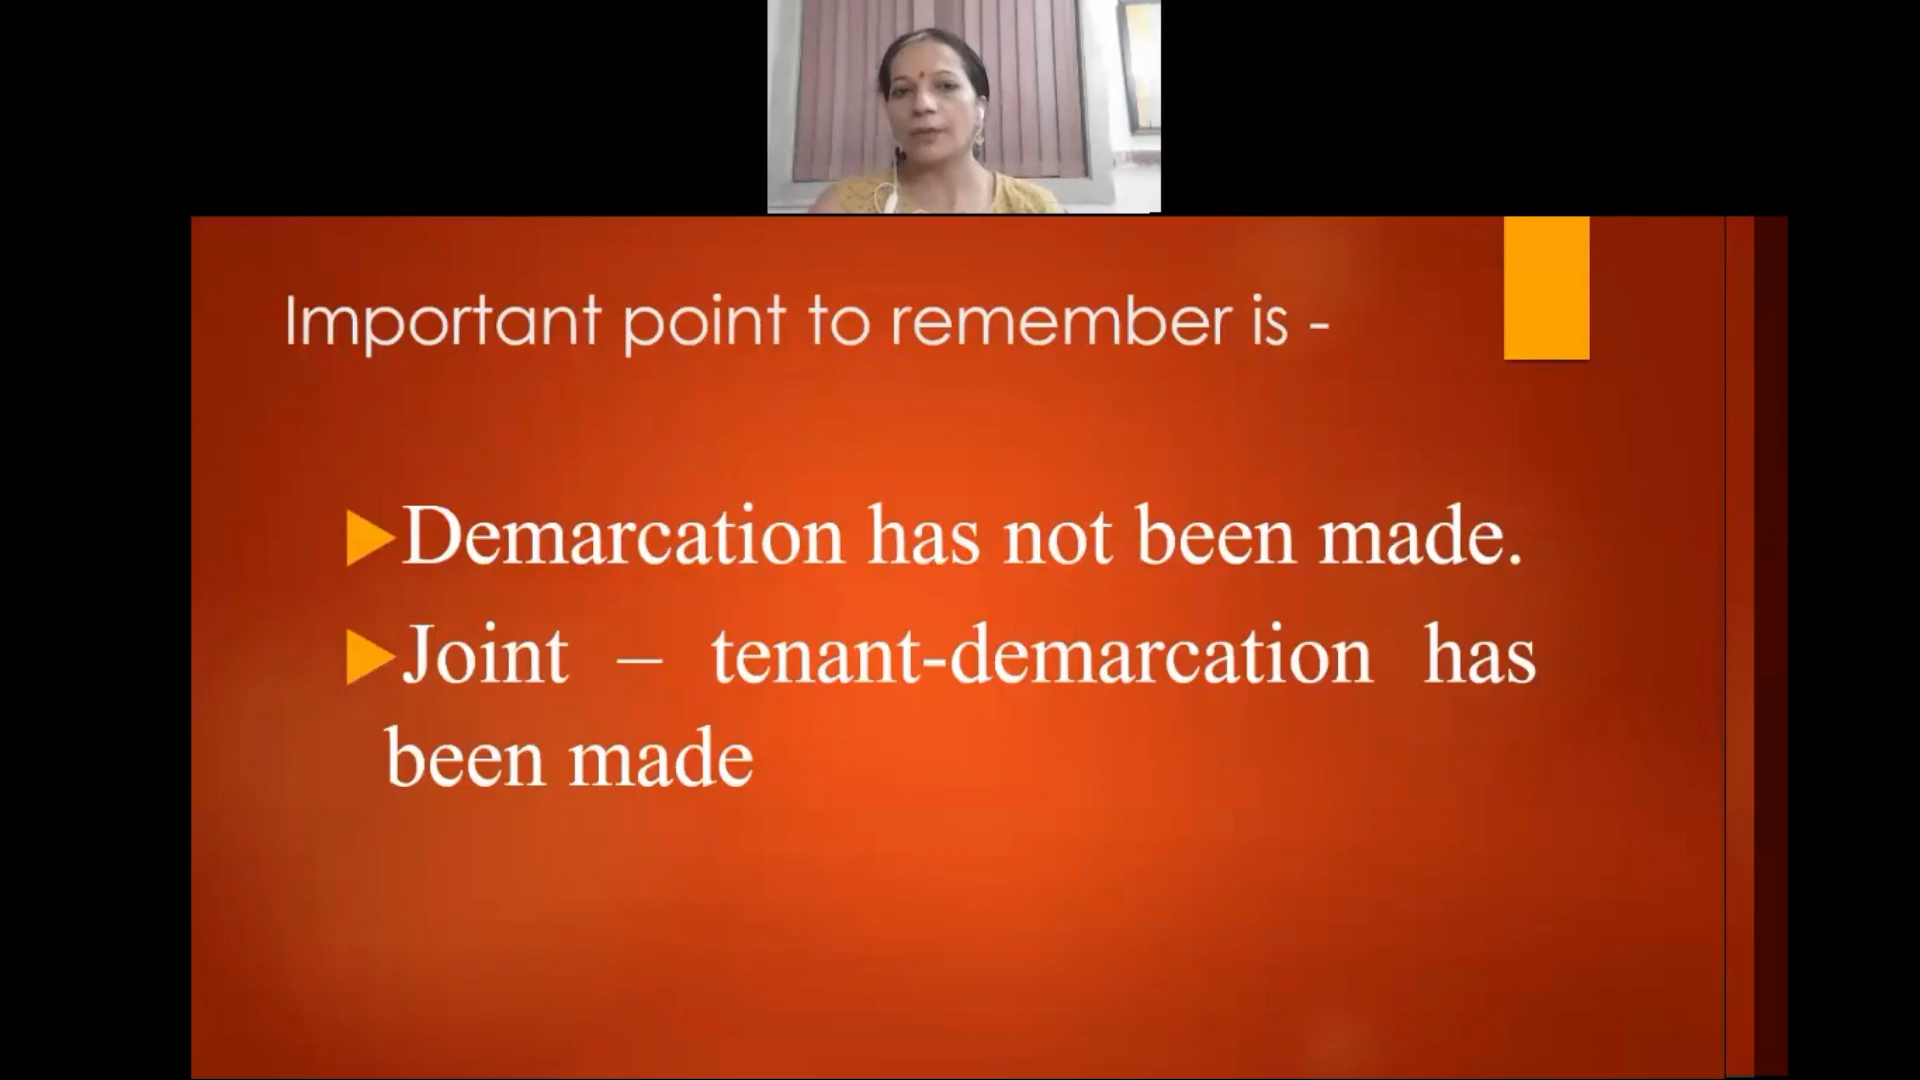 Important point to remember is -
Demarcation has not been made.
Joint – tenant-demarcation has
been made